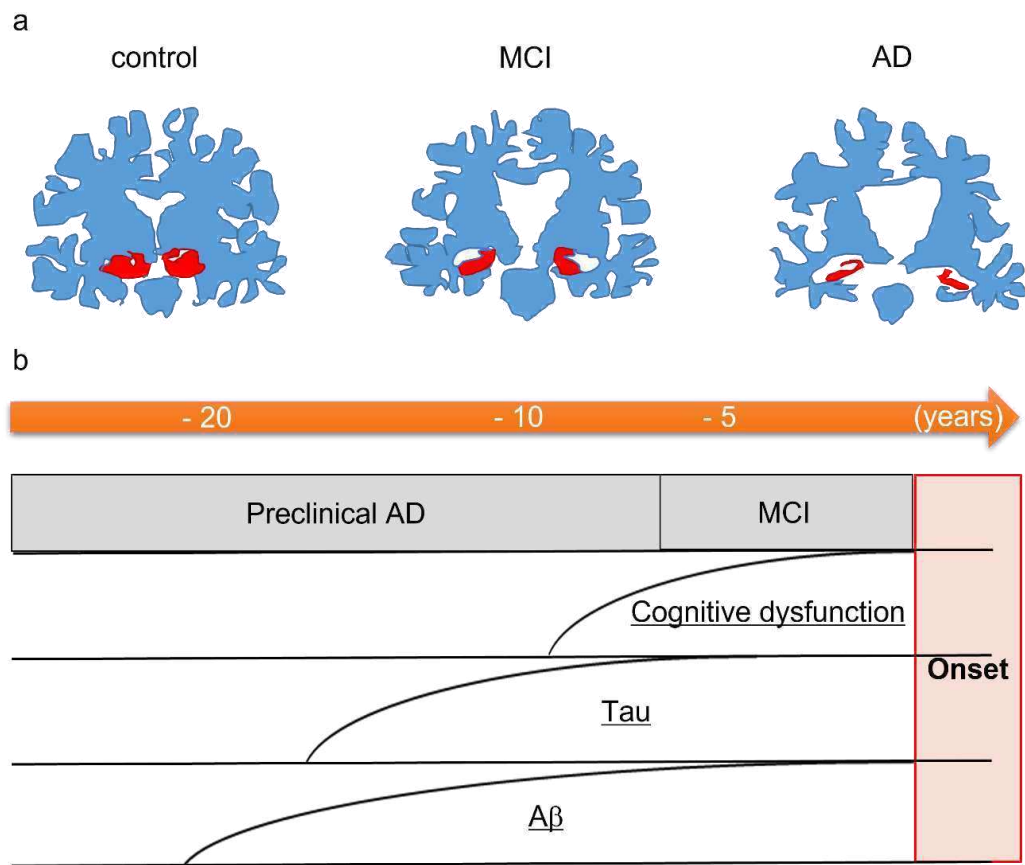 a
control MCI AD
b
- 20 - 10 - 5 (years)
Preclinical AD MCI
Cognitive dysfunction
Onset
Tau
Aβ